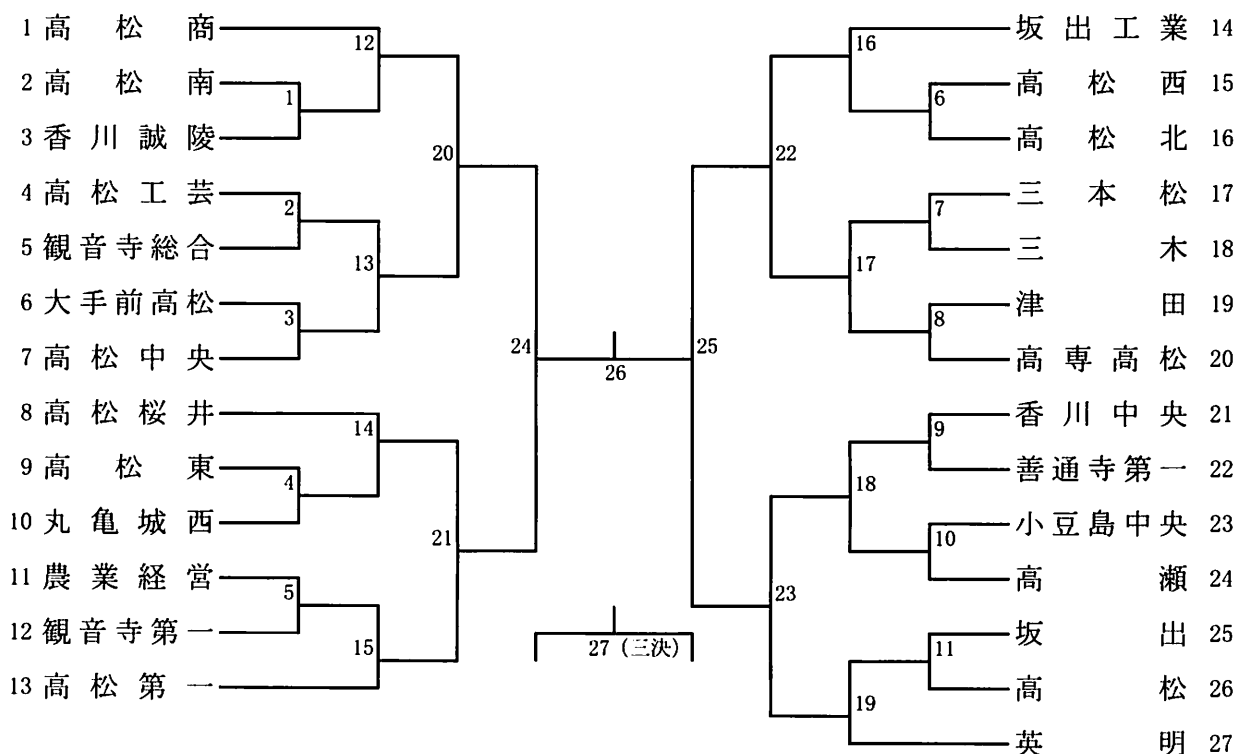 1 高松商
2 高松南
3 香川誠陵
4 高松工芸
5 観音寺総合
6 大手前高松
7 高松中央
8 高松桜井
9 高松東
10 丸亀城西
11 農業経営
12 観音寺第一
13 高松第一
1
2
3
4
5
12
13
14
15
20
21
24
26
27(三決)
25
22
23
16
17
18
19
6
7
8
9
10
11
坂出工業 14
高松西 15
高松北 16
三本松 17
三木 18
津田 19
高専高松 20
香川中央 21
善通寺第一 22
小豆島中央 23
高瀬 24
坂出 25
高松 26
英明 27